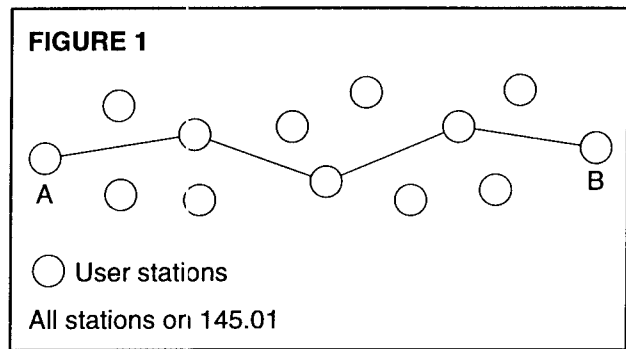 FIGURE 1
A
B
User stations
All stations on 145.01